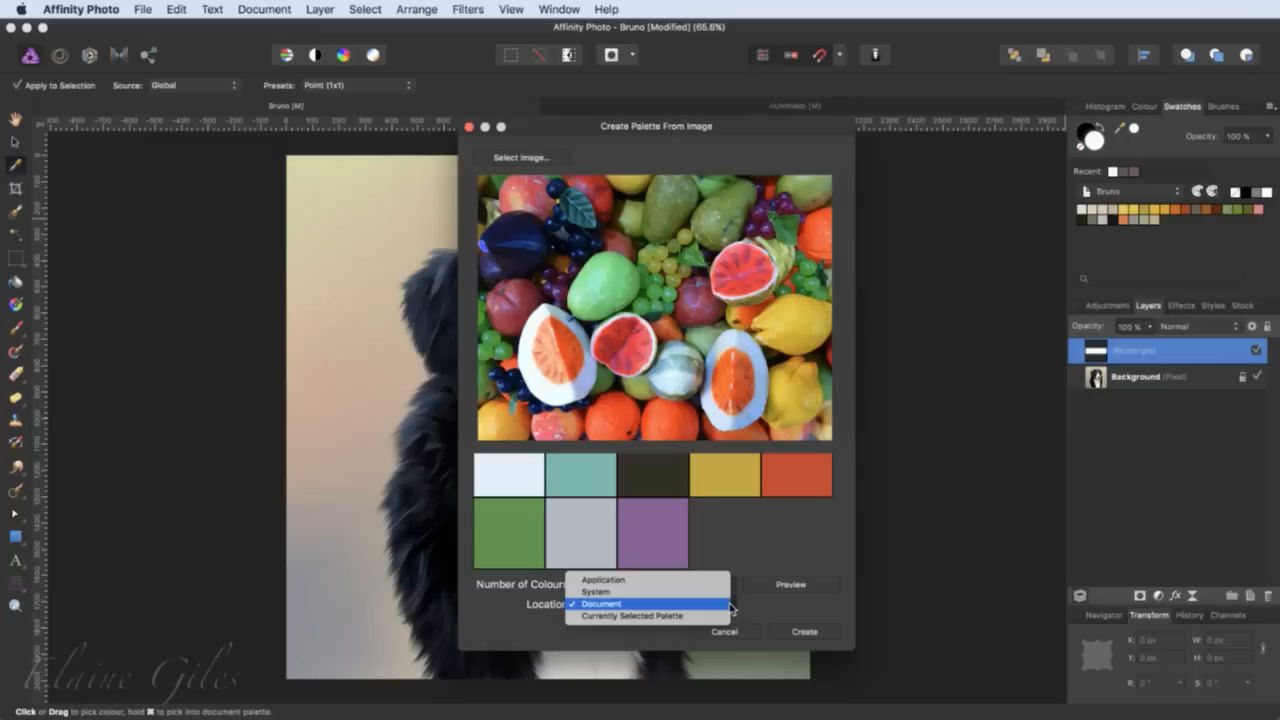 Affinity Photo File Edit Text Document Layer Select Arrange Filters View Window Help
Affinity Photo - Bruno [Modified] (65.6%)
Apply to Selection Source: Global Presets: Point (1x1)
Bruno [M] <Untitled> [M]
Histogram Colour Swatches Brushes
Create Palette From Image
Opacity: 100 %
Select Image...
Recent:
Bruno
Adjustment Layers Effects Styles Stock
Opacity: 100 % Normal
(Rectangle)
Background (Pixel)
Number of Colour
Application
System
Location
Document
Currently Selected Palette
Preview
Cancel Create
Navigator Transform History Channels
X: 0 px W: 0 px
Y: 0 px H: 0 px
R: 0 ° S: 0 °
Elaine Giles
Click or Drag to pick colour, hold ⌘ to pick into document palette.